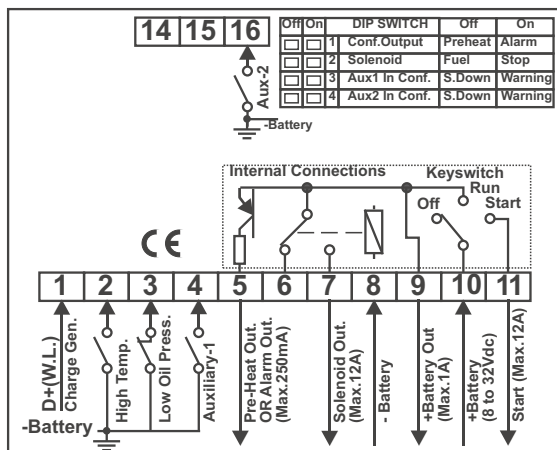 14 15 16
Aux-2
-Battery
Off On DIP SWITCH Off On
1 Conf.Output Preheat Alarm
2 Solenoid Fuel Stop
3 Aux1 In Conf. S.Down Warning
4 Aux2 In Conf. S.Down Warning
Internal Connections
Keyswitch
Run
Off
Start
CE
1 2 3 4 5 6 7 8 9 10 11
D+(W.L.)
Charge Gen.
High Temp.
Low Oil Press.
Auxiliary-1
Pre-Heat Out.
OR Alarm Out.
(Max.250mA)
Solenoid Out.
(Max.12A)
- Battery
+Battery Out
(Max.1A)
+Battery
(8 to 32Vdc)
Start (Max.12A)
-Battery